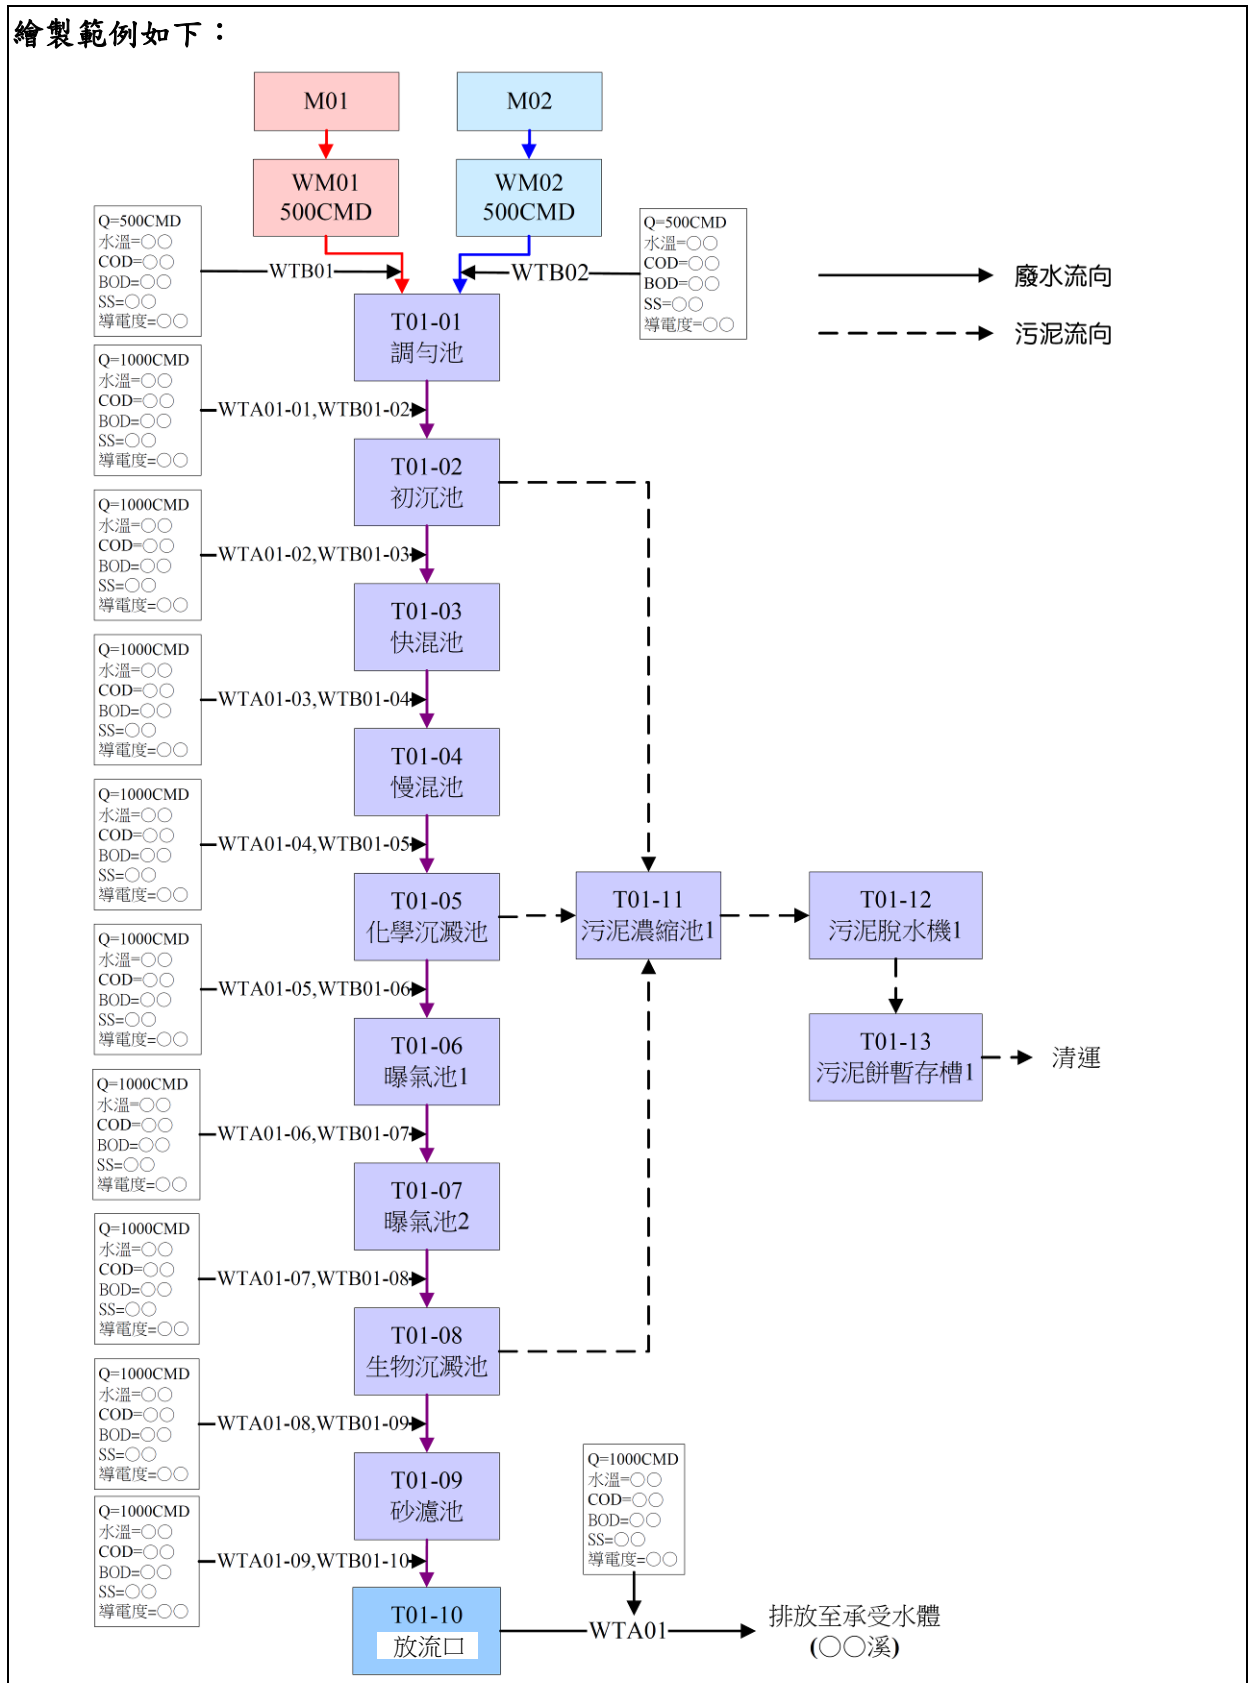 繪製範例如下：
M01
M02
WM01
500CMD
WM02
500CMD
Q=500CMD
水溫=○○
COD=○○
BOD=○○
SS=○○
導電度=○○
WTB01
WTB02
Q=500CMD
水溫=○○
COD=○○
BOD=○○
SS=○○
導電度=○○
廢水流向
污泥流向
T01-01
調勻池
Q=1000CMD
水溫=○○
COD=○○
BOD=○○
SS=○○
導電度=○○
WTA01-01,WTB01-02
T01-02
初沉池
Q=1000CMD
水溫=○○
COD=○○
BOD=○○
SS=○○
導電度=○○
WTA01-02,WTB01-03
T01-03
快混池
Q=1000CMD
水溫=○○
COD=○○
BOD=○○
SS=○○
導電度=○○
WTA01-03,WTB01-04
T01-04
慢混池
Q=1000CMD
水溫=○○
COD=○○
BOD=○○
SS=○○
導電度=○○
WTA01-04,WTB01-05
T01-05
化學沉澱池
T01-11
污泥濃縮池1
T01-12
污泥脫水機1
Q=1000CMD
水溫=○○
COD=○○
BOD=○○
SS=○○
導電度=○○
WTA01-05,WTB01-06
T01-06
曝氣池1
T01-13
污泥餅暫存槽1
清運
Q=1000CMD
水溫=○○
COD=○○
BOD=○○
SS=○○
導電度=○○
WTA01-06,WTB01-07
T01-07
曝氣池2
Q=1000CMD
水溫=○○
COD=○○
BOD=○○
SS=○○
導電度=○○
WTA01-07,WTB01-08
T01-08
生物沉澱池
Q=1000CMD
水溫=○○
COD=○○
BOD=○○
SS=○○
導電度=○○
WTA01-08,WTB01-09
T01-09
砂濾池
Q=1000CMD
水溫=○○
COD=○○
BOD=○○
SS=○○
導電度=○○
Q=1000CMD
水溫=○○
COD=○○
BOD=○○
SS=○○
導電度=○○
WTA01-09,WTB01-10
T01-10
放流口
WTA01
排放至承受水體
(○○溪)